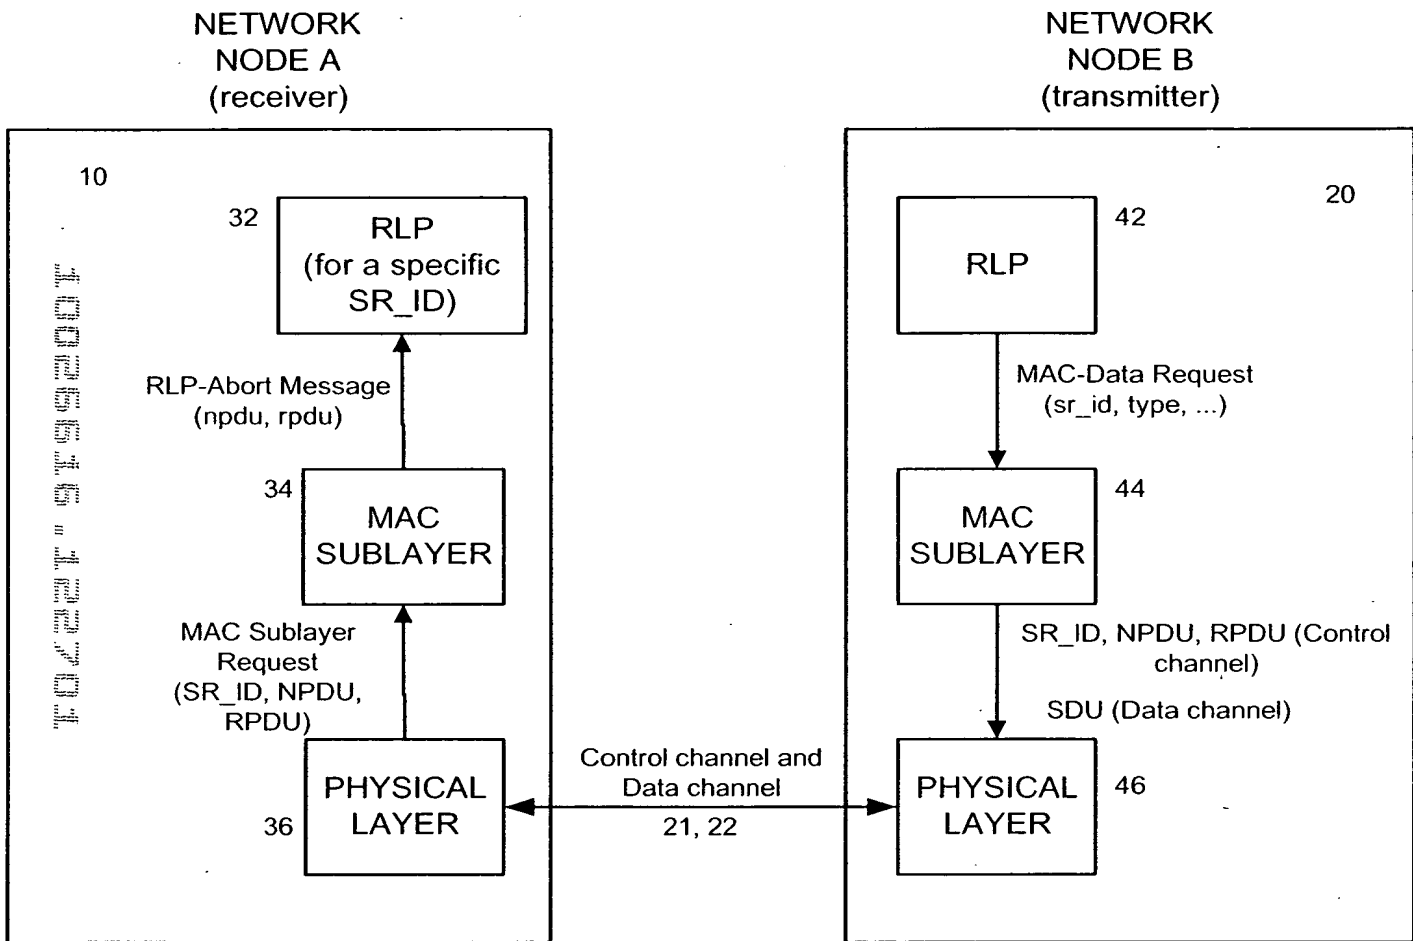 NETWORK
NODE A
(receiver)
NETWORK
NODE B
(transmitter)
10
20
32
RLP
(for a specific
SR_ID)
42
RLP
RLP-Abort Message
(npdu, rpdu)
MAC-Data Request
(sr_id, type, ...)
34
MAC
SUBLAYER
44
MAC
SUBLAYER
MAC Sublayer
Request
(SR_ID, NPDU,
RPDU)
SR_ID, NPDU, RPDU (Control
channel)
SDU (Data channel)
36
PHYSICAL
LAYER
Control channel and
Data channel
21, 22
46
PHYSICAL
LAYER
10026616.122701